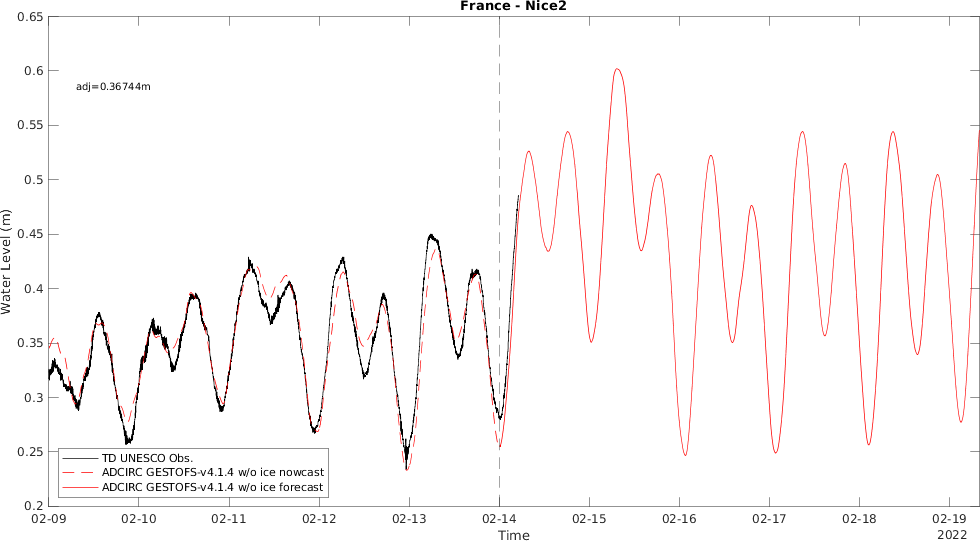 France - Nice2
0.65
0.6
0.55
0.5
0.45
0.4
0.35
0.3
0.25
0.2
Water Level (m)
adj=0.36744m
TD UNESCO Obs.
ADCIRC GESTOFS-v4.1.4 w/o ice nowcast
ADCIRC GESTOFS-v4.1.4 w/o ice forecast
02-09 02-10 02-11 02-12 02-13 02-14 02-15 02-16 02-17 02-18 02-19
Time
2022